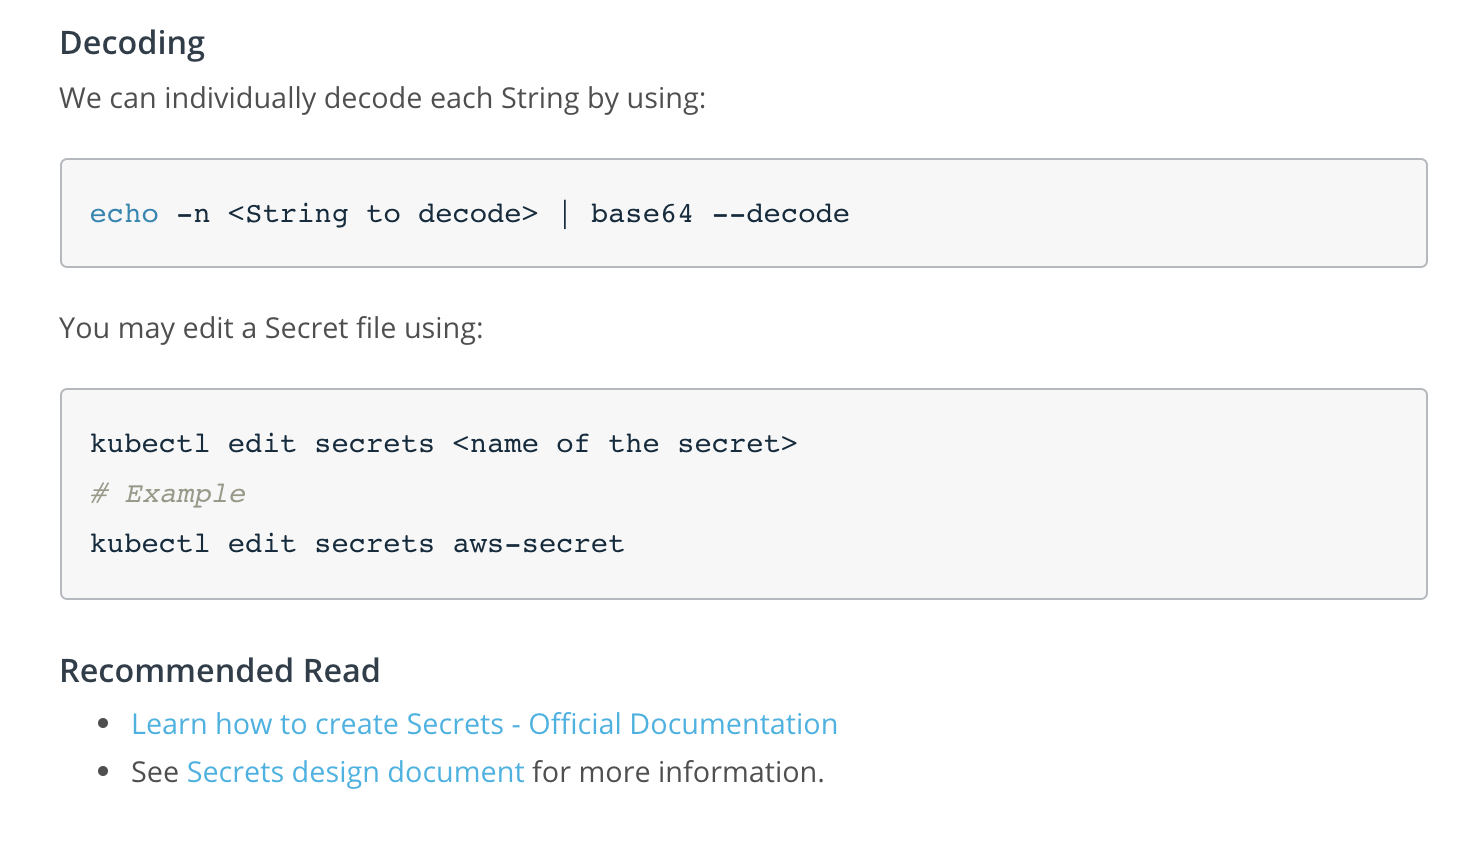 Decoding
We can individually decode each String by using:
echo -n <String to decode> | base64 --decode
You may edit a Secret file using:
kubectl edit secrets <name of the secret>
# Example
kubectl edit secrets aws-secret
Recommended Read
• Learn how to create Secrets - Official Documentation
• See Secrets design document for more information.